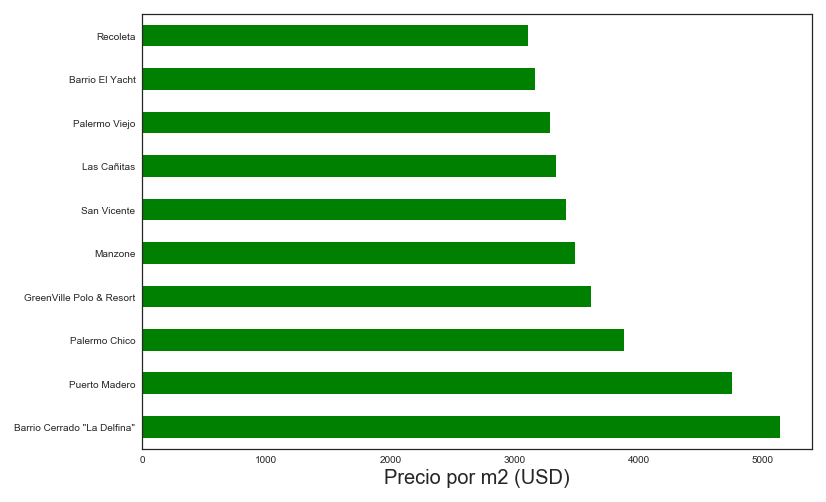 Recoleta
Barrio El Yacht
Palermo Viejo
Las Cañitas
San Vicente
Manzone
GreenVille Polo & Resort
Palermo Chico
Puerto Madero
Barrio Cerrado "La Delfina"
0 1000 2000 3000 4000 5000
Precio por m2 (USD)